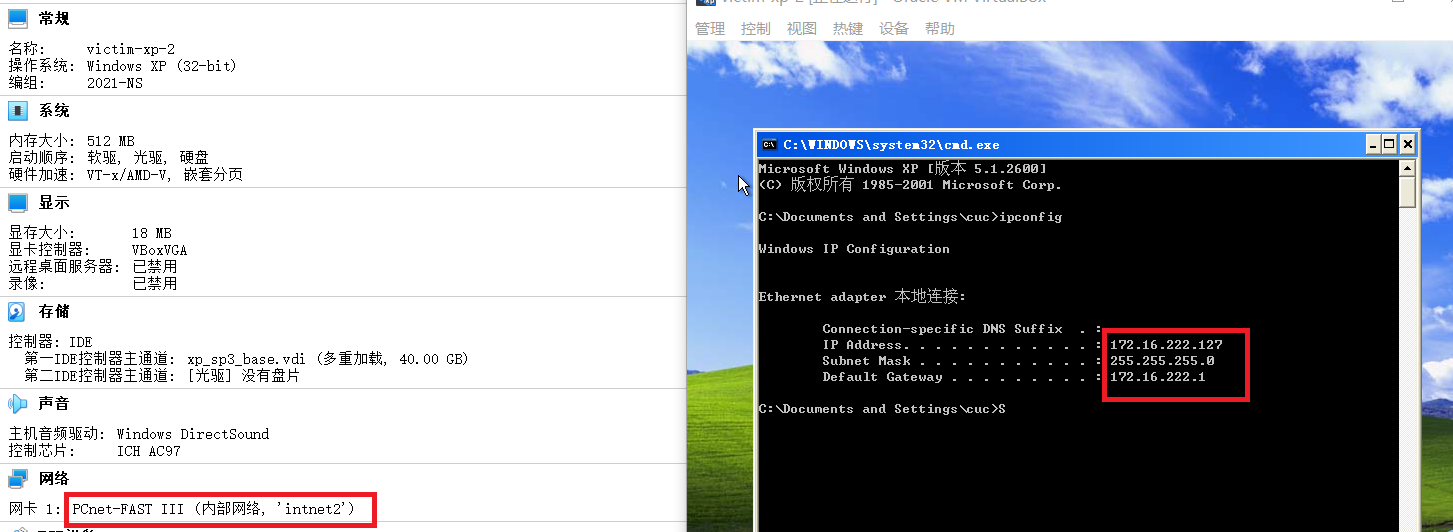 常规
名称: victim-xp-2
操作系统: Windows XP (32-bit)
编组: 2021-NS
系统
内存大小: 512 MB
启动顺序: 软驱, 光驱, 硬盘
硬件加速: VT-x/AMD-V, 嵌套分页
显示
显存大小: 18 MB
显卡控制器: VBoxVGA
远程桌面服务器: 已禁用
录像: 已禁用
存储
控制器: IDE
第一IDE控制器主通道: xp_sp3_base.vdi (多重加载, 40.00 GB)
第二IDE控制器主通道: [光驱] 没有盘片
声音
主机音频驱动: Windows DirectSound
控制芯片: ICH AC97
网络
网卡 1: PCnet-FAST III (内部网络, 'intnet2')
victim-xp-2 [正在运行] - Oracle VM VirtualBox
管理 控制 视图 热键 设备 帮助
C:\WINDOWS\system32\cmd.exe
Microsoft Windows XP [版本 5.1.2600]
(C) 版权所有 1985-2001 Microsoft Corp.
C:\Documents and Settings\cuc>ipconfig
Windows IP Configuration
Ethernet adapter 本地连接:
Connection-specific DNS Suffix  . :
IP Address. . . . . . . . . . . . : 172.16.222.127
Subnet Mask . . . . . . . . . . . : 255.255.255.0
Default Gateway . . . . . . . . . : 172.16.222.1
C:\Documents and Settings\cuc>S